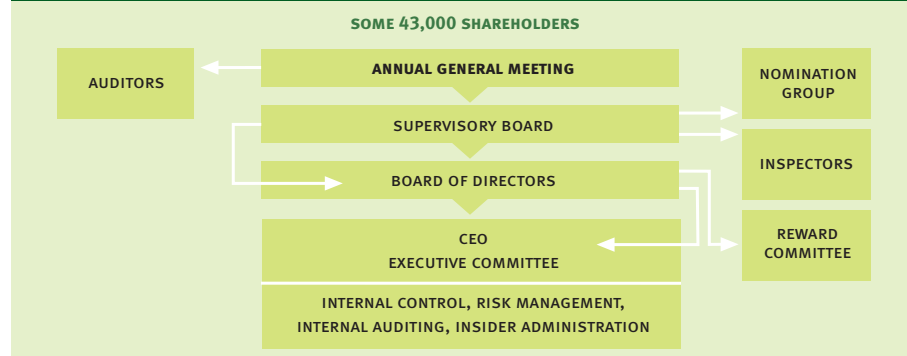 SOME 43,000 SHAREHOLDERS
AUDITORS
ANNUAL GENERAL MEETING
NOMINATION
GROUP
SUPERVISORY BOARD
INSPECTORS
BOARD OF DIRECTORS
REWARD
COMMITTEE
CEO
EXECUTIVE COMMITTEE
INTERNAL CONTROL, RISK MANAGEMENT,
INTERNAL AUDITING, INSIDER ADMINISTRATION